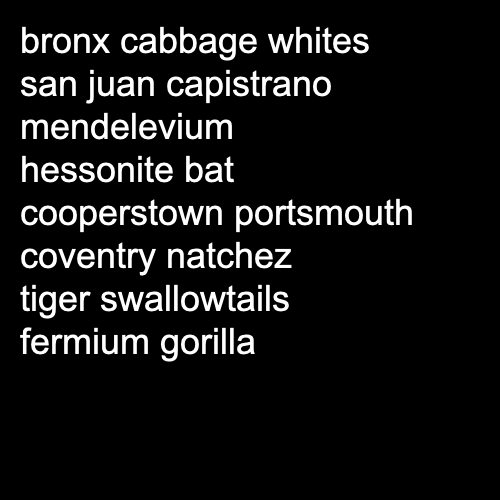 bronx cabbage whites
san juan capistrano
mendelevium
hessonite bat
cooperstown portsmouth
coventry natchez
tiger swallowtails
fermium gorilla